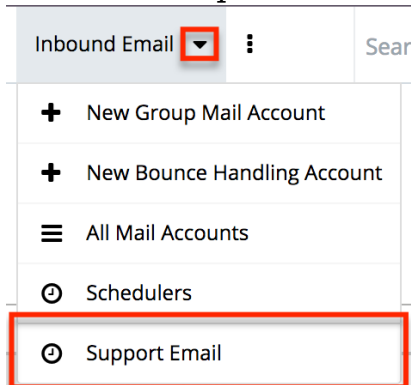 Inbound Email
Sear
New Group Mail Account
New Bounce Handling Account
All Mail Accounts
Schedulers
Support Email